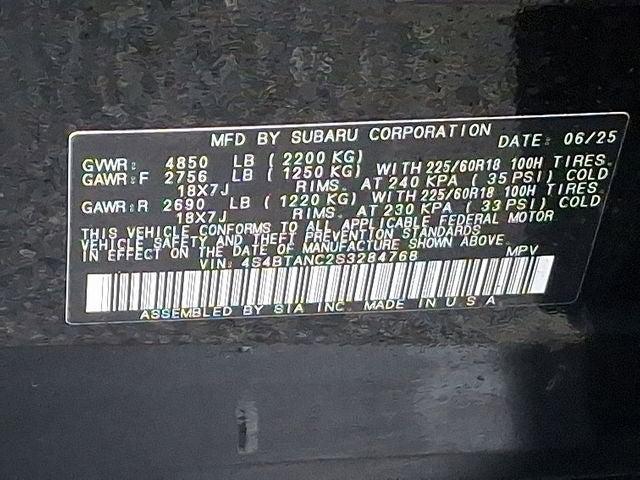 MFD BY SUBARU CORPORATION DATE: 06/25
GVWR: 4850 LB ( 2200 KG)
GAWR: F 2756 LB ( 1250 KG) WITH 225/60R18 100H TIRES.
18X7J RIMS. AT 240 KPA ( 35 PSI) COLD
GAWR: R 2690 LB ( 1220 KG) WITH 225/60R18 100H TIRES.
18X7J RIMS. AT 230 KPA ( 33 PSI) COLD
THIS VEHICLE CONFORMS TO ALL APPLICABLE FEDERAL MOTOR
VEHICLE SAFETY AND THEFT PREVENTION STANDARDS
IN EFFECT ON THE DATE OF MANUFACTURE SHOWN ABOVE.
VIN: 4S4BTANC2S3284768 MPV
ASSEMBLED BY SIA INC. MADE IN U S A